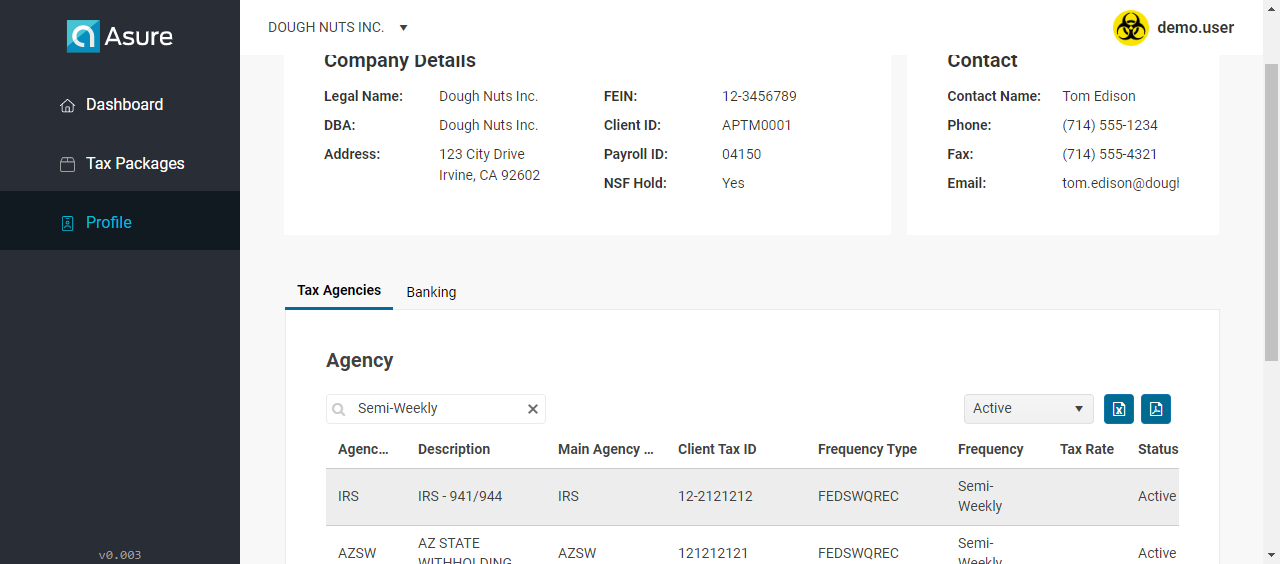 Asure
DOUGH NUTS INC.
demo.user
Dashboard
Tax Packages
Profile
v0.003
Company Details
Legal Name: Dough Nuts Inc.
DBA: Dough Nuts Inc.
Address: 123 City Drive
Irvine, CA 92602
FEIN: 12-3456789
Client ID: APTM0001
Payroll ID: 04150
NSF Hold: Yes
Contact
Contact Name: Tom Edison
Phone: (714) 555-1234
Fax: (714) 555-4321
Email: tom.edison@dough
Tax Agencies Banking
Agency
Semi-Weekly
Active
Agenc... Description Main Agency ... Client Tax ID Frequency Type Frequency Tax Rate Status
IRS IRS - 941/944 IRS 12-2121212 FEDSWQREC Semi-
Weekly Active
AZSW AZ STATE
WITHHOLDING AZSW 121212121 FEDSWQREC Semi-
Weekly Active